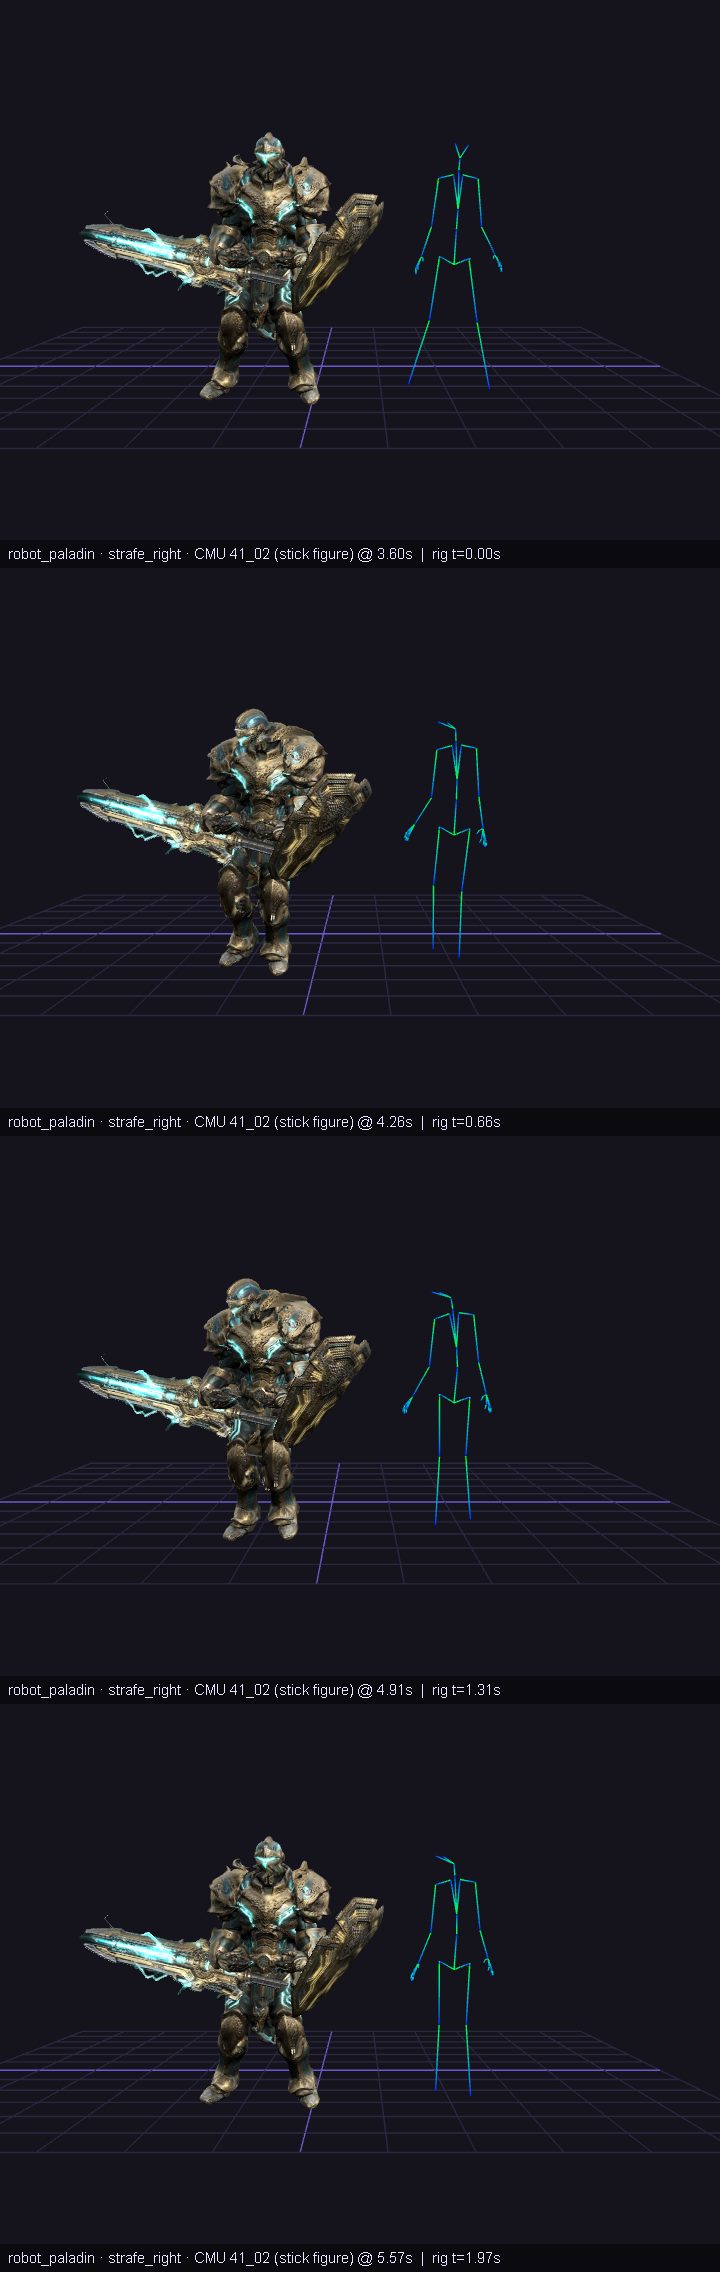 robot_paladin · strafe_right · CMU 41_02 (stick figure) @ 3.60s | rig t=0.00s
robot_paladin · strafe_right · CMU 41_02 (stick figure) @ 4.26s | rig t=0.66s
robot_paladin · strafe_right · CMU 41_02 (stick figure) @ 4.91s | rig t=1.31s
robot_paladin · strafe_right · CMU 41_02 (stick figure) @ 5.57s | rig t=1.97s